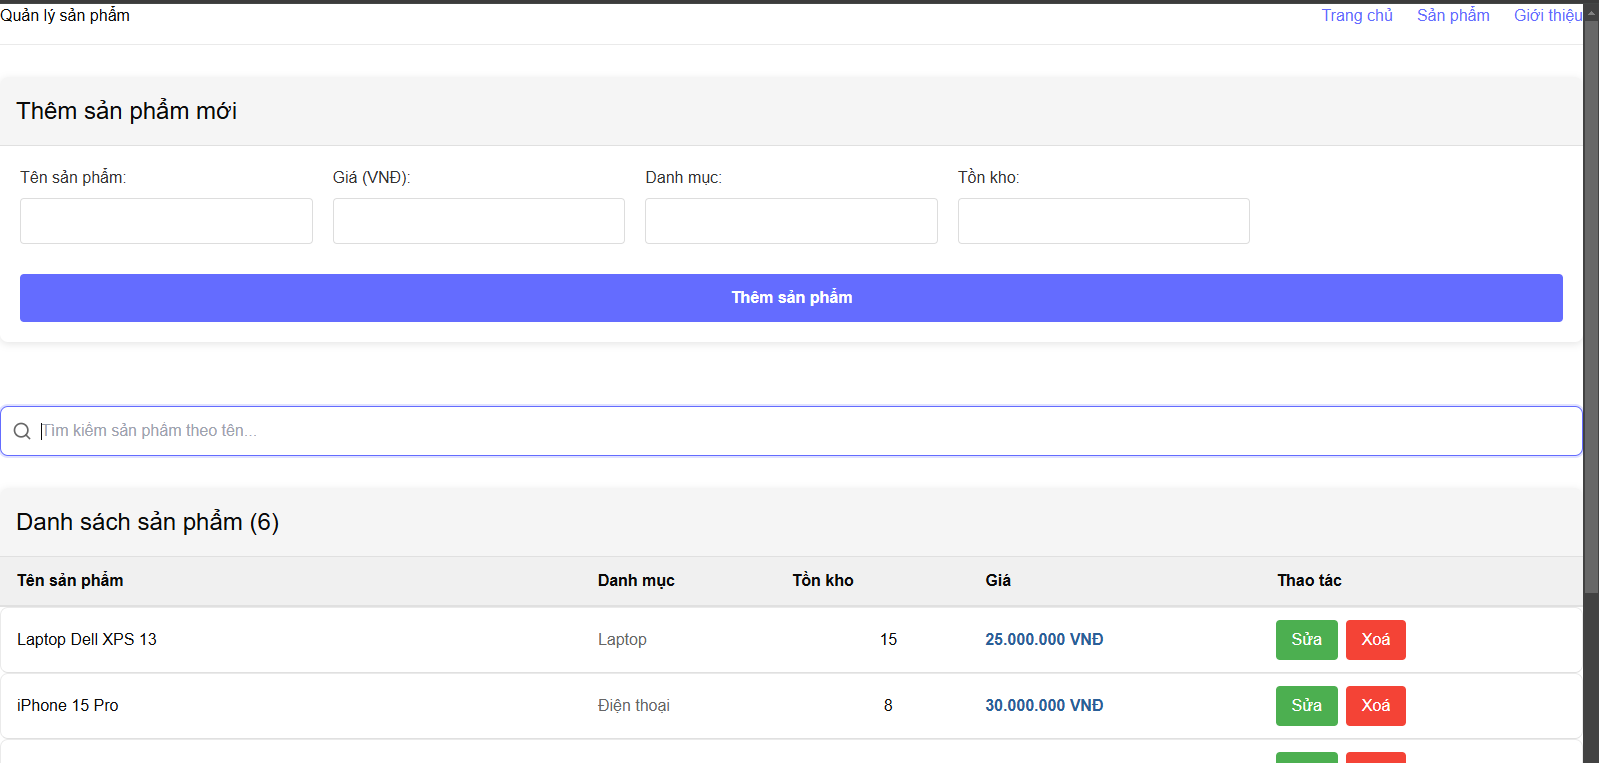 Quản lý sản phẩm
Trang chủ Sản phẩm Giới thiệu
Thêm sản phẩm mới
Tên sản phẩm: Giá (VNĐ): Danh mục: Tồn kho:
Thêm sản phẩm
Tìm kiếm sản phẩm theo tên...
Danh sách sản phẩm (6)
Tên sản phẩm Danh mục Tồn kho Giá Thao tác
Laptop Dell XPS 13 Laptop 15 25.000.000 VNĐ Sửa Xoá
iPhone 15 Pro Điện thoại 8 30.000.000 VNĐ Sửa Xoá